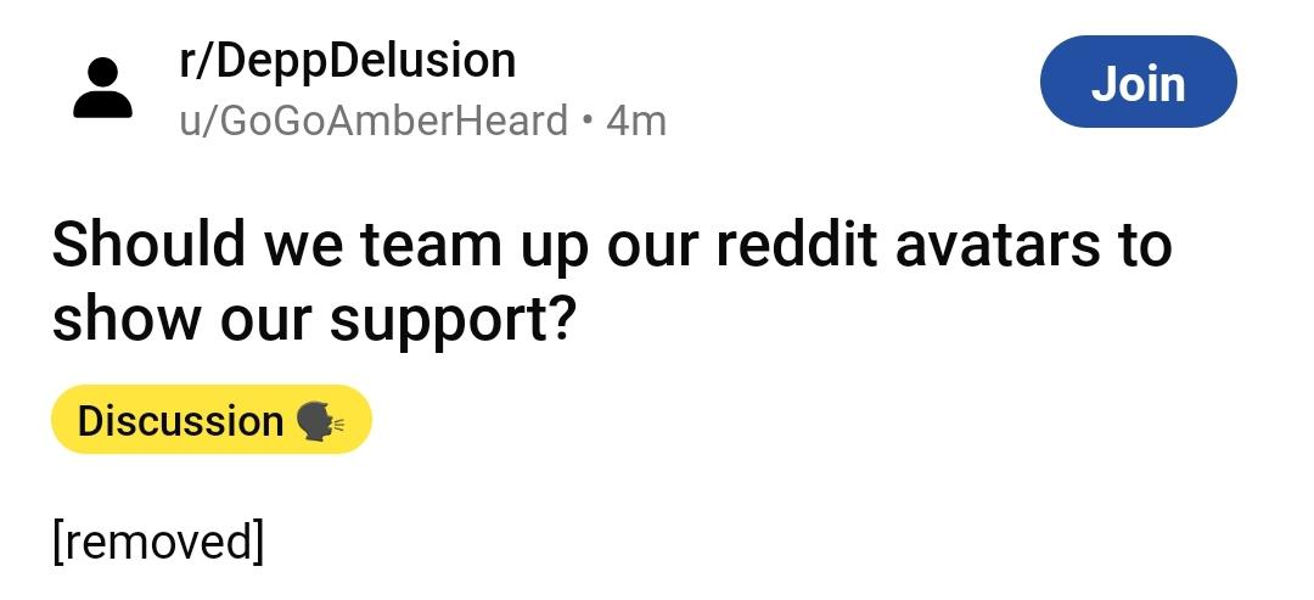 r/DeppDelusion
u/GoGoAmberHeard • 4m
Join
Should we team up our reddit avatars to
show our support?
Discussion 🗣️
[removed]